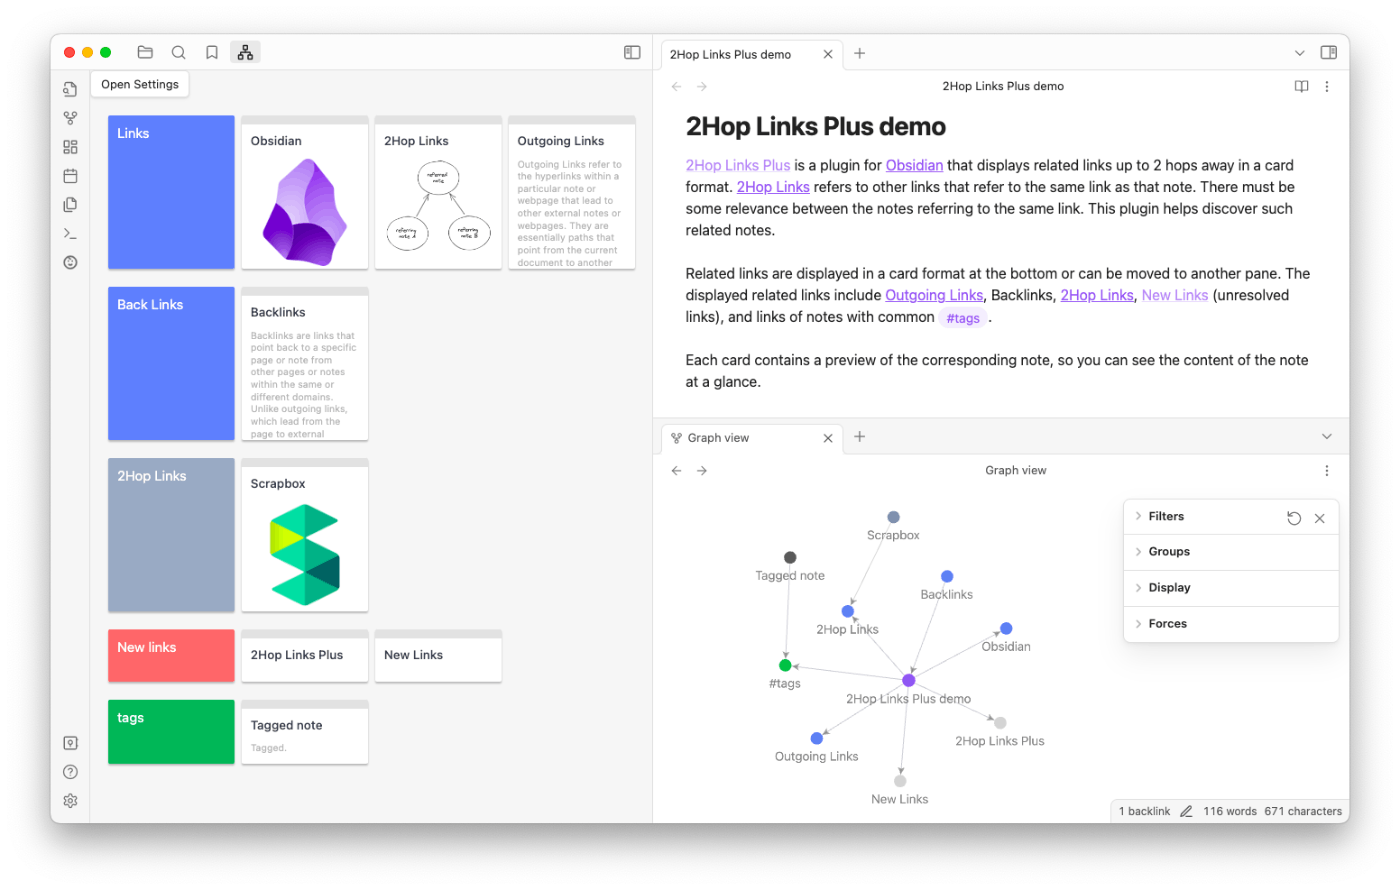 Open Settings
Links
Obsidian
2Hop Links
referred
note
referring
note A
referring
note B
Outgoing Links
Outgoing Links refer to
the hyperlinks within a
particular note or
webpage that lead to
other external notes or
webpages. They are
essentially paths that
point from the current
document to another
Back Links
Backlinks
Backlinks are links that
point back to a specific
page or note from
other pages or notes
within the same or
different domains.
Unlike outgoing links,
which lead from the
page to external
2Hop Links
Scrapbox
New links
2Hop Links Plus
New Links
tags
Tagged note
Tagged.
2Hop Links Plus demo
2Hop Links Plus demo
2Hop Links Plus demo
2Hop Links Plus is a plugin for Obsidian that displays related links up to 2 hops away in a card
format. 2Hop Links refers to other links that refer to the same link as that note. There must be
some relevance between the notes referring to the same link. This plugin helps discover such
related notes.
Related links are displayed in a card format at the bottom or can be moved to another pane. The
displayed related links include Outgoing Links, Backlinks, 2Hop Links, New Links (unresolved
links), and links of notes with common #tags .
Each card contains a preview of the corresponding note, so you can see the content of the note
at a glance.
Graph view
Graph view
Scrapbox
Tagged note
Backlinks
2Hop Links
Obsidian
#tags
2Hop Links Plus demo
2Hop Links Plus
Outgoing Links
New Links
Filters
Groups
Display
Forces
1 backlink 116 words 671 characters